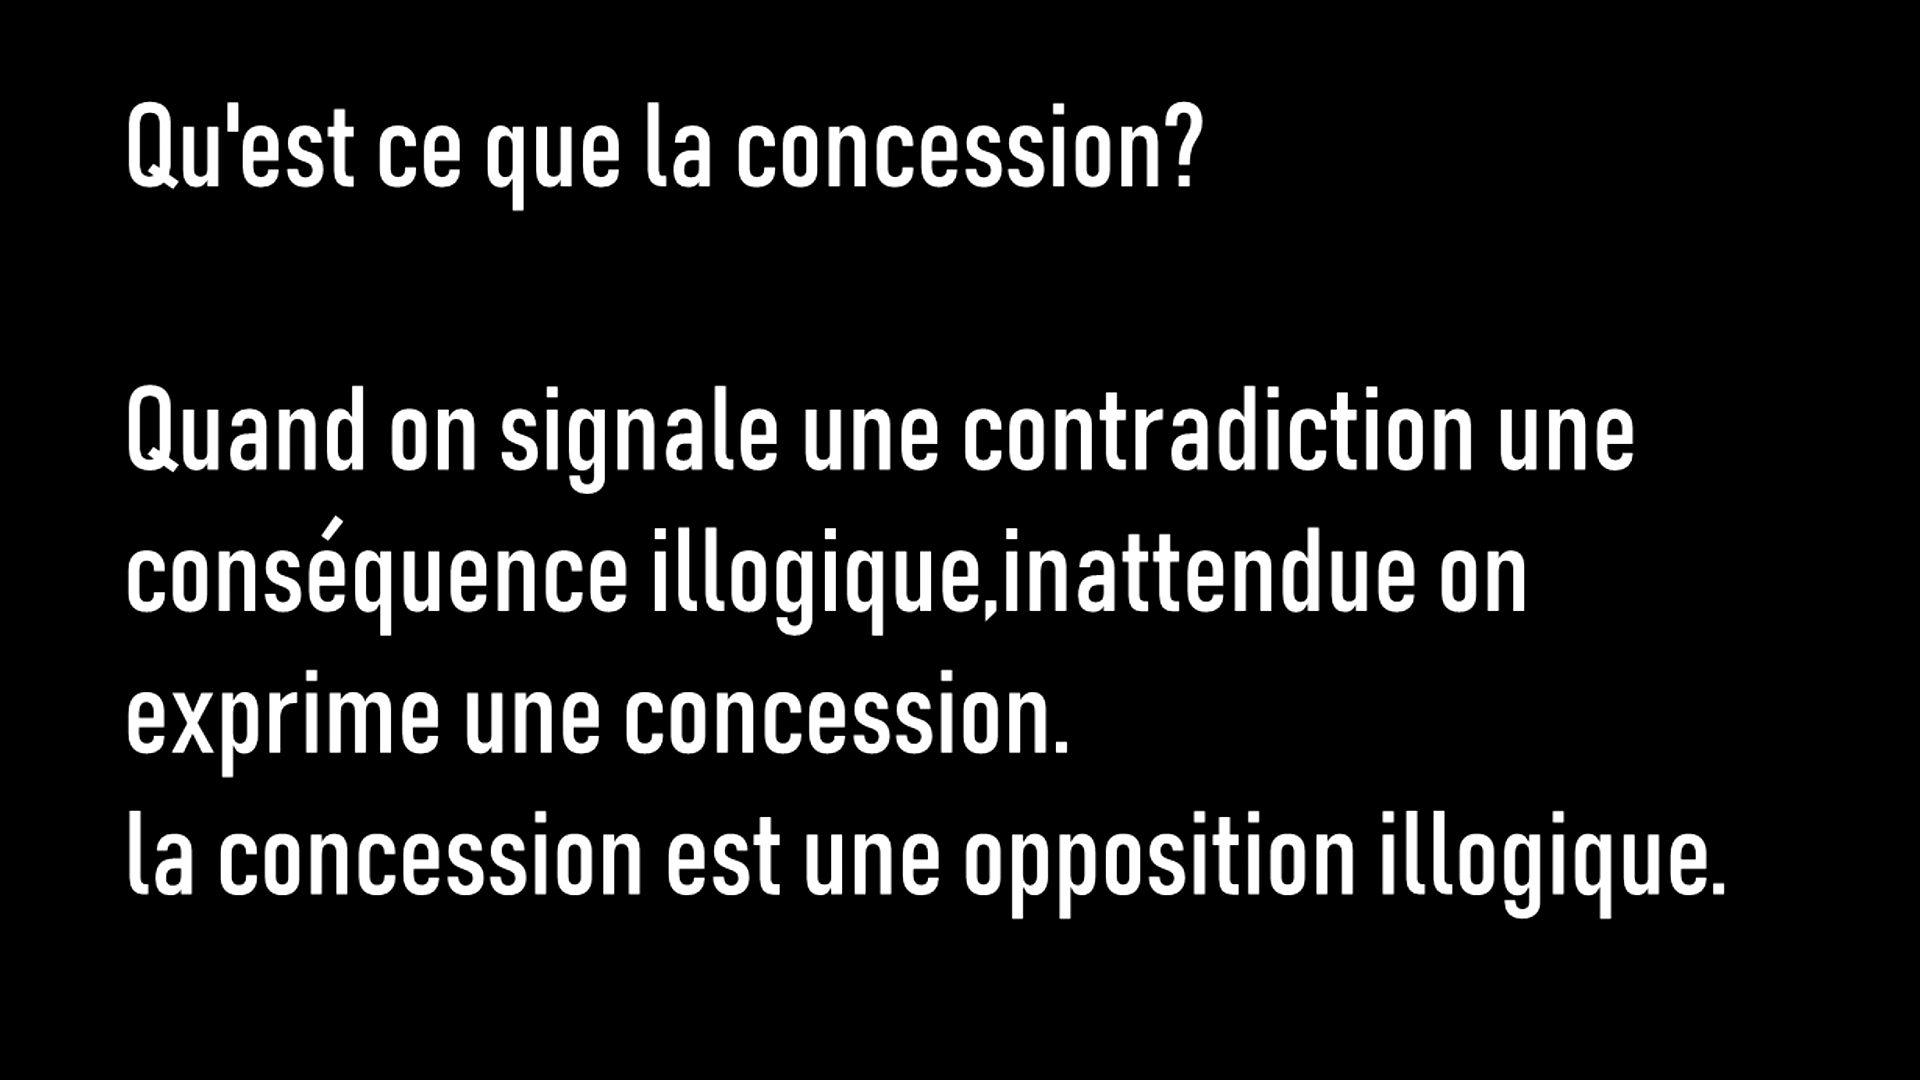 Qu'est ce que la concession?
Quand on signale une contradiction une
conséquence illogique,inattendue on
exprime une concession.
la concession est une opposition illogique.